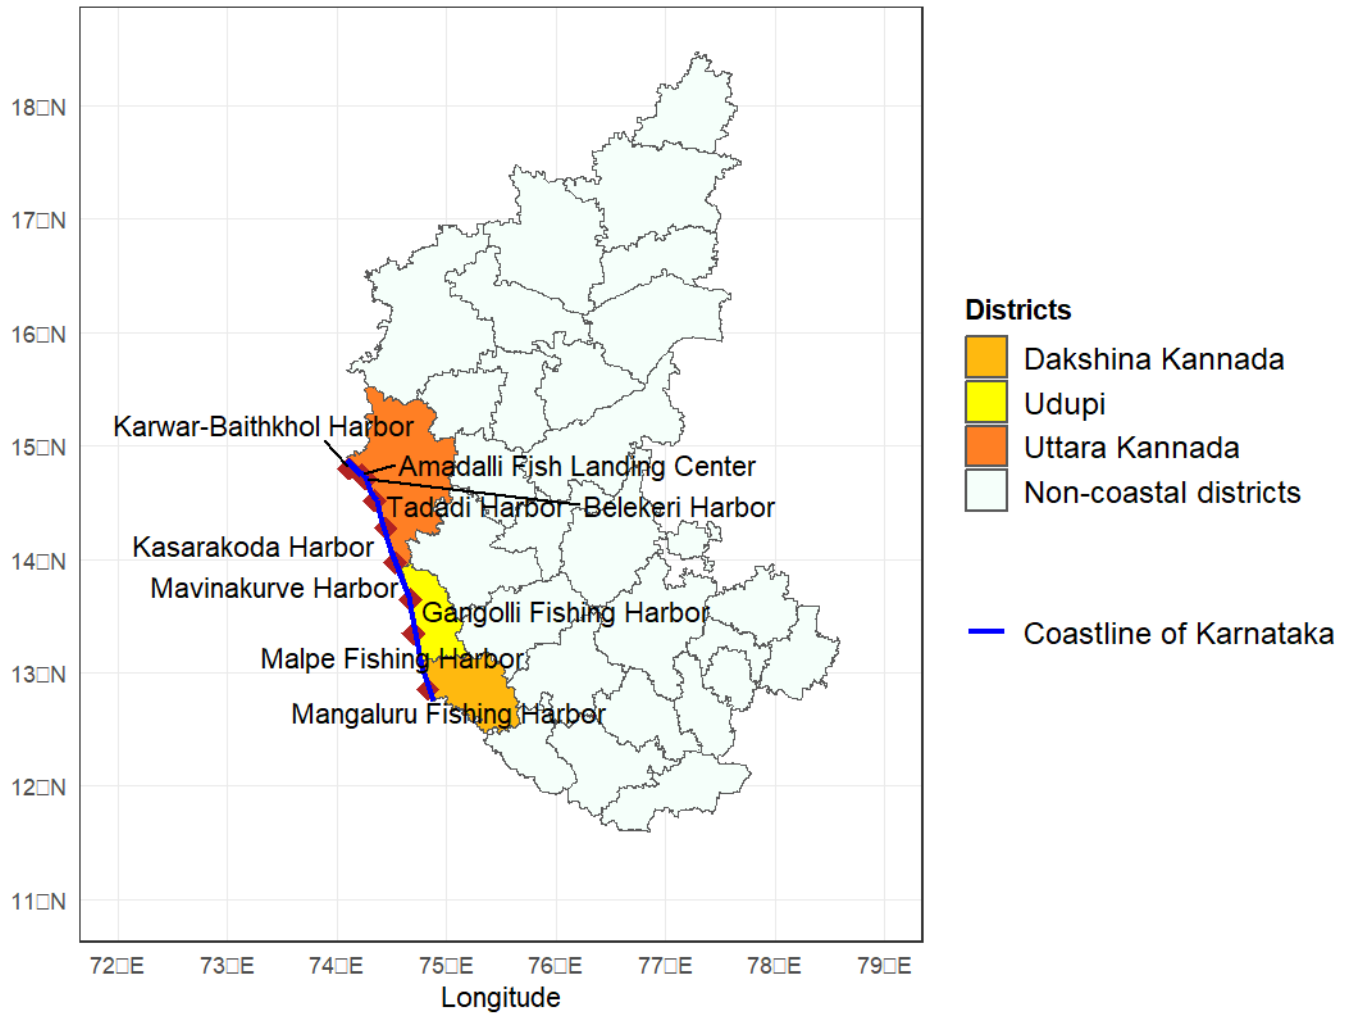 18□N
17□N
16□N
15□N
14□N
13□N
12□N
11□N
Karwar-Baithkhol Harbor
Amadalli Fish Landing Center
Tadadi Harbor
Belekeri Harbor
Kasarakoda Harbor
Mavinakurve Harbor
Gangolli Fishing Harbor
Malpe Fishing Harbor
Mangaluru Fishing Harbor
72□E
73□E
74□E
75□E
76□E
77□E
78□E
79□E
Longitude
Districts
Dakshina Kannada
Udupi
Uttara Kannada
Non-coastal districts
Coastline of Karnataka